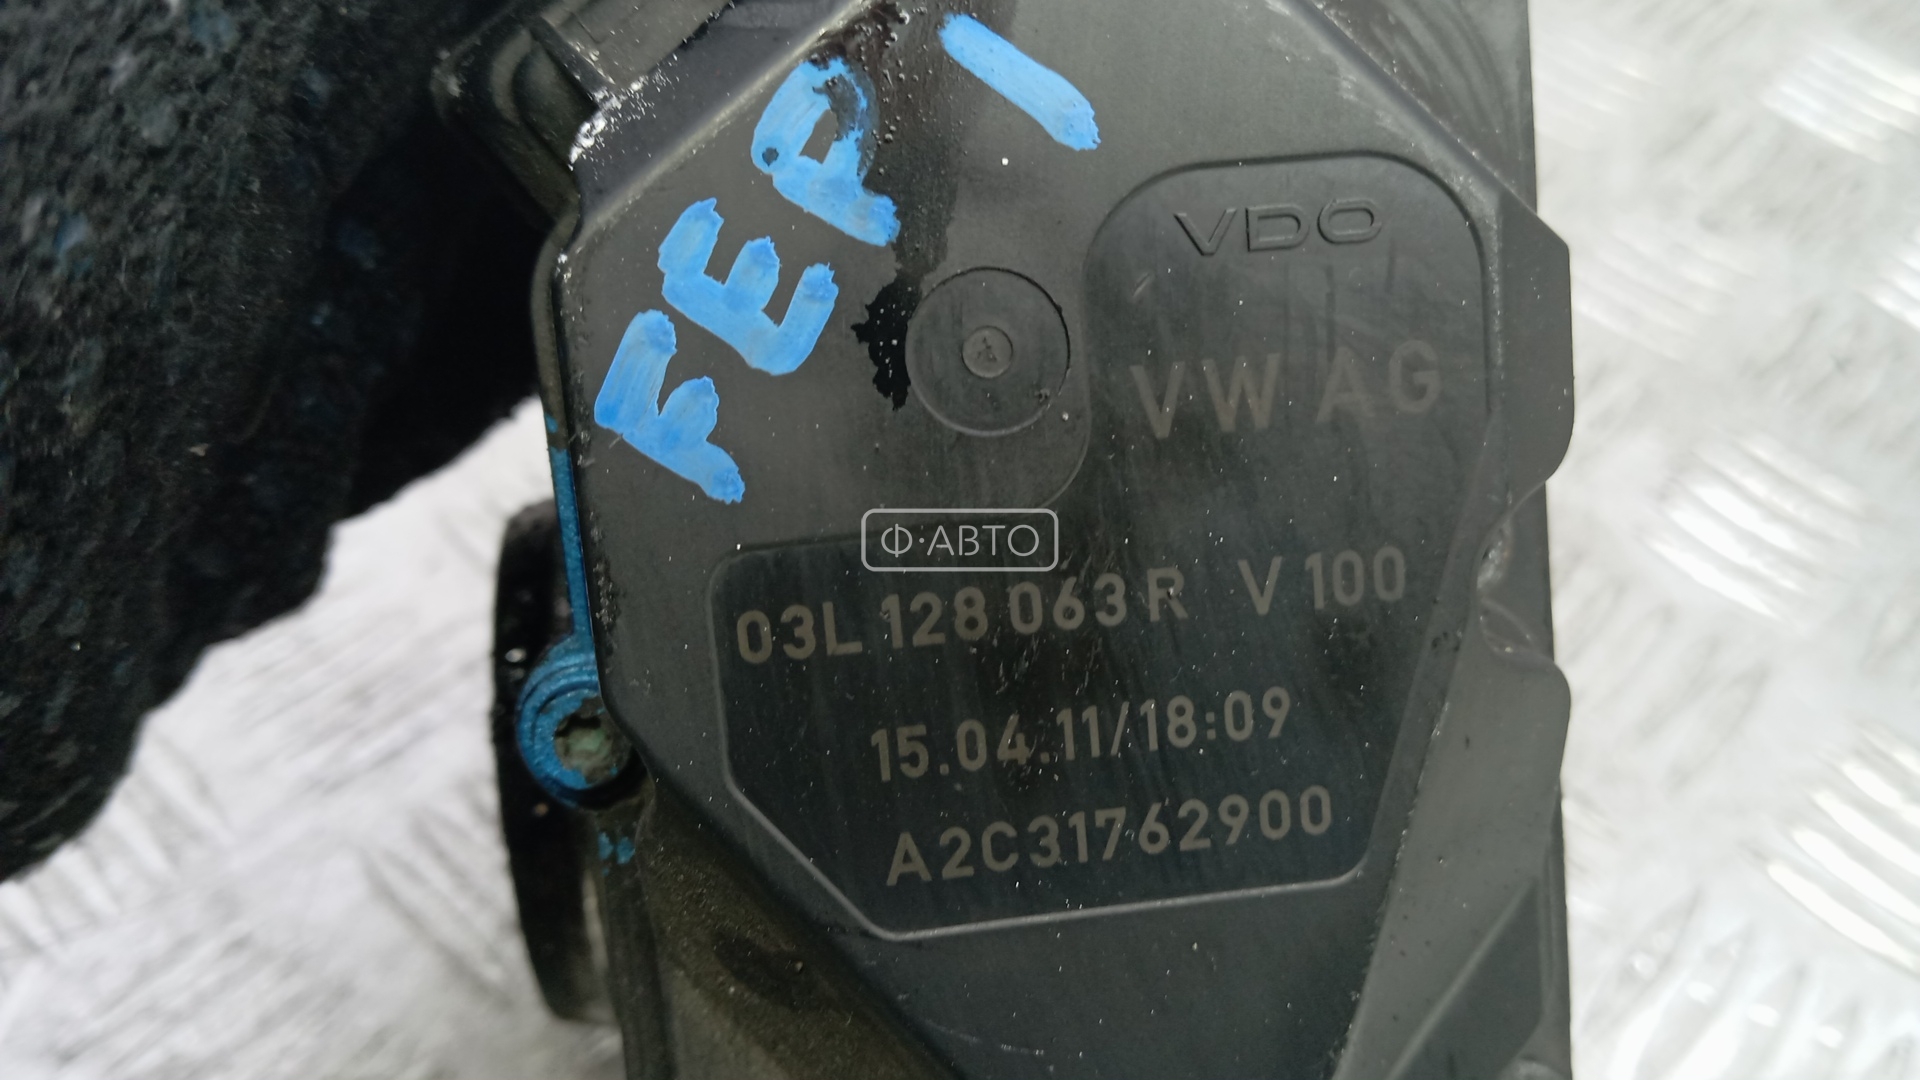 FEP1
VDO
VW AG
Ф·АВТО
03L 128 063 R V 100
15.04.11/18:09
A2C31762900